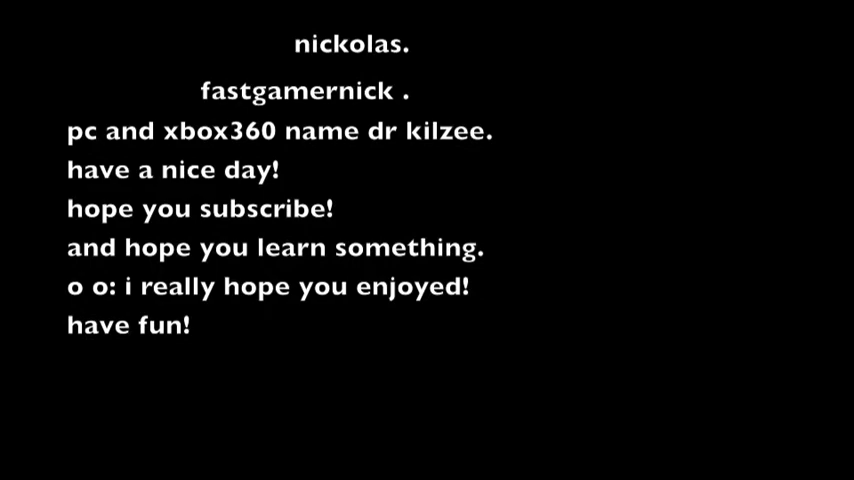 nickolas.
fastgamernick .
pc and xbox360 name dr kilzee.
have a nice day!
hope you subscribe!
and hope you learn something.
o o: i really hope you enjoyed!
have fun!